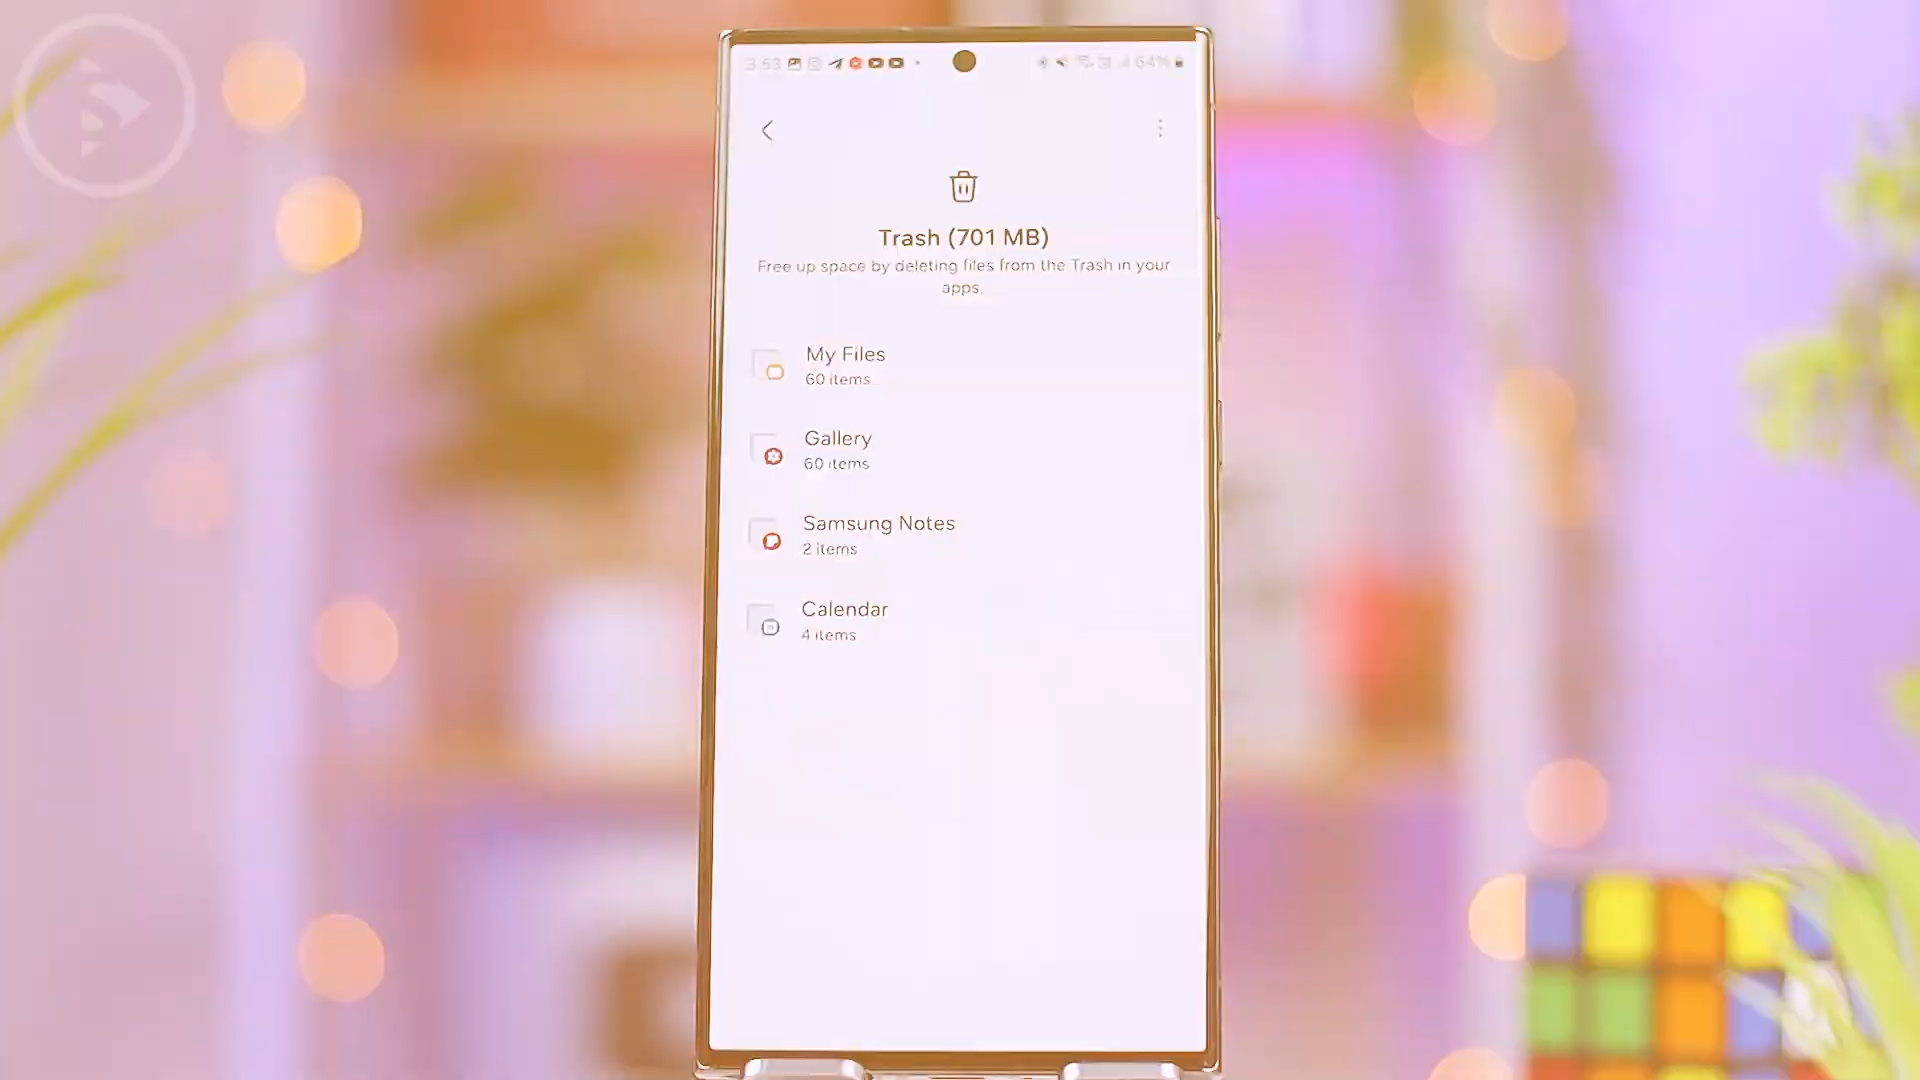 3:53
64%
Trash (701 MB)
Free up space by deleting files from the Trash in your
apps.
My Files
60 items
Gallery
60 items
Samsung Notes
2 items
Calendar
4 items